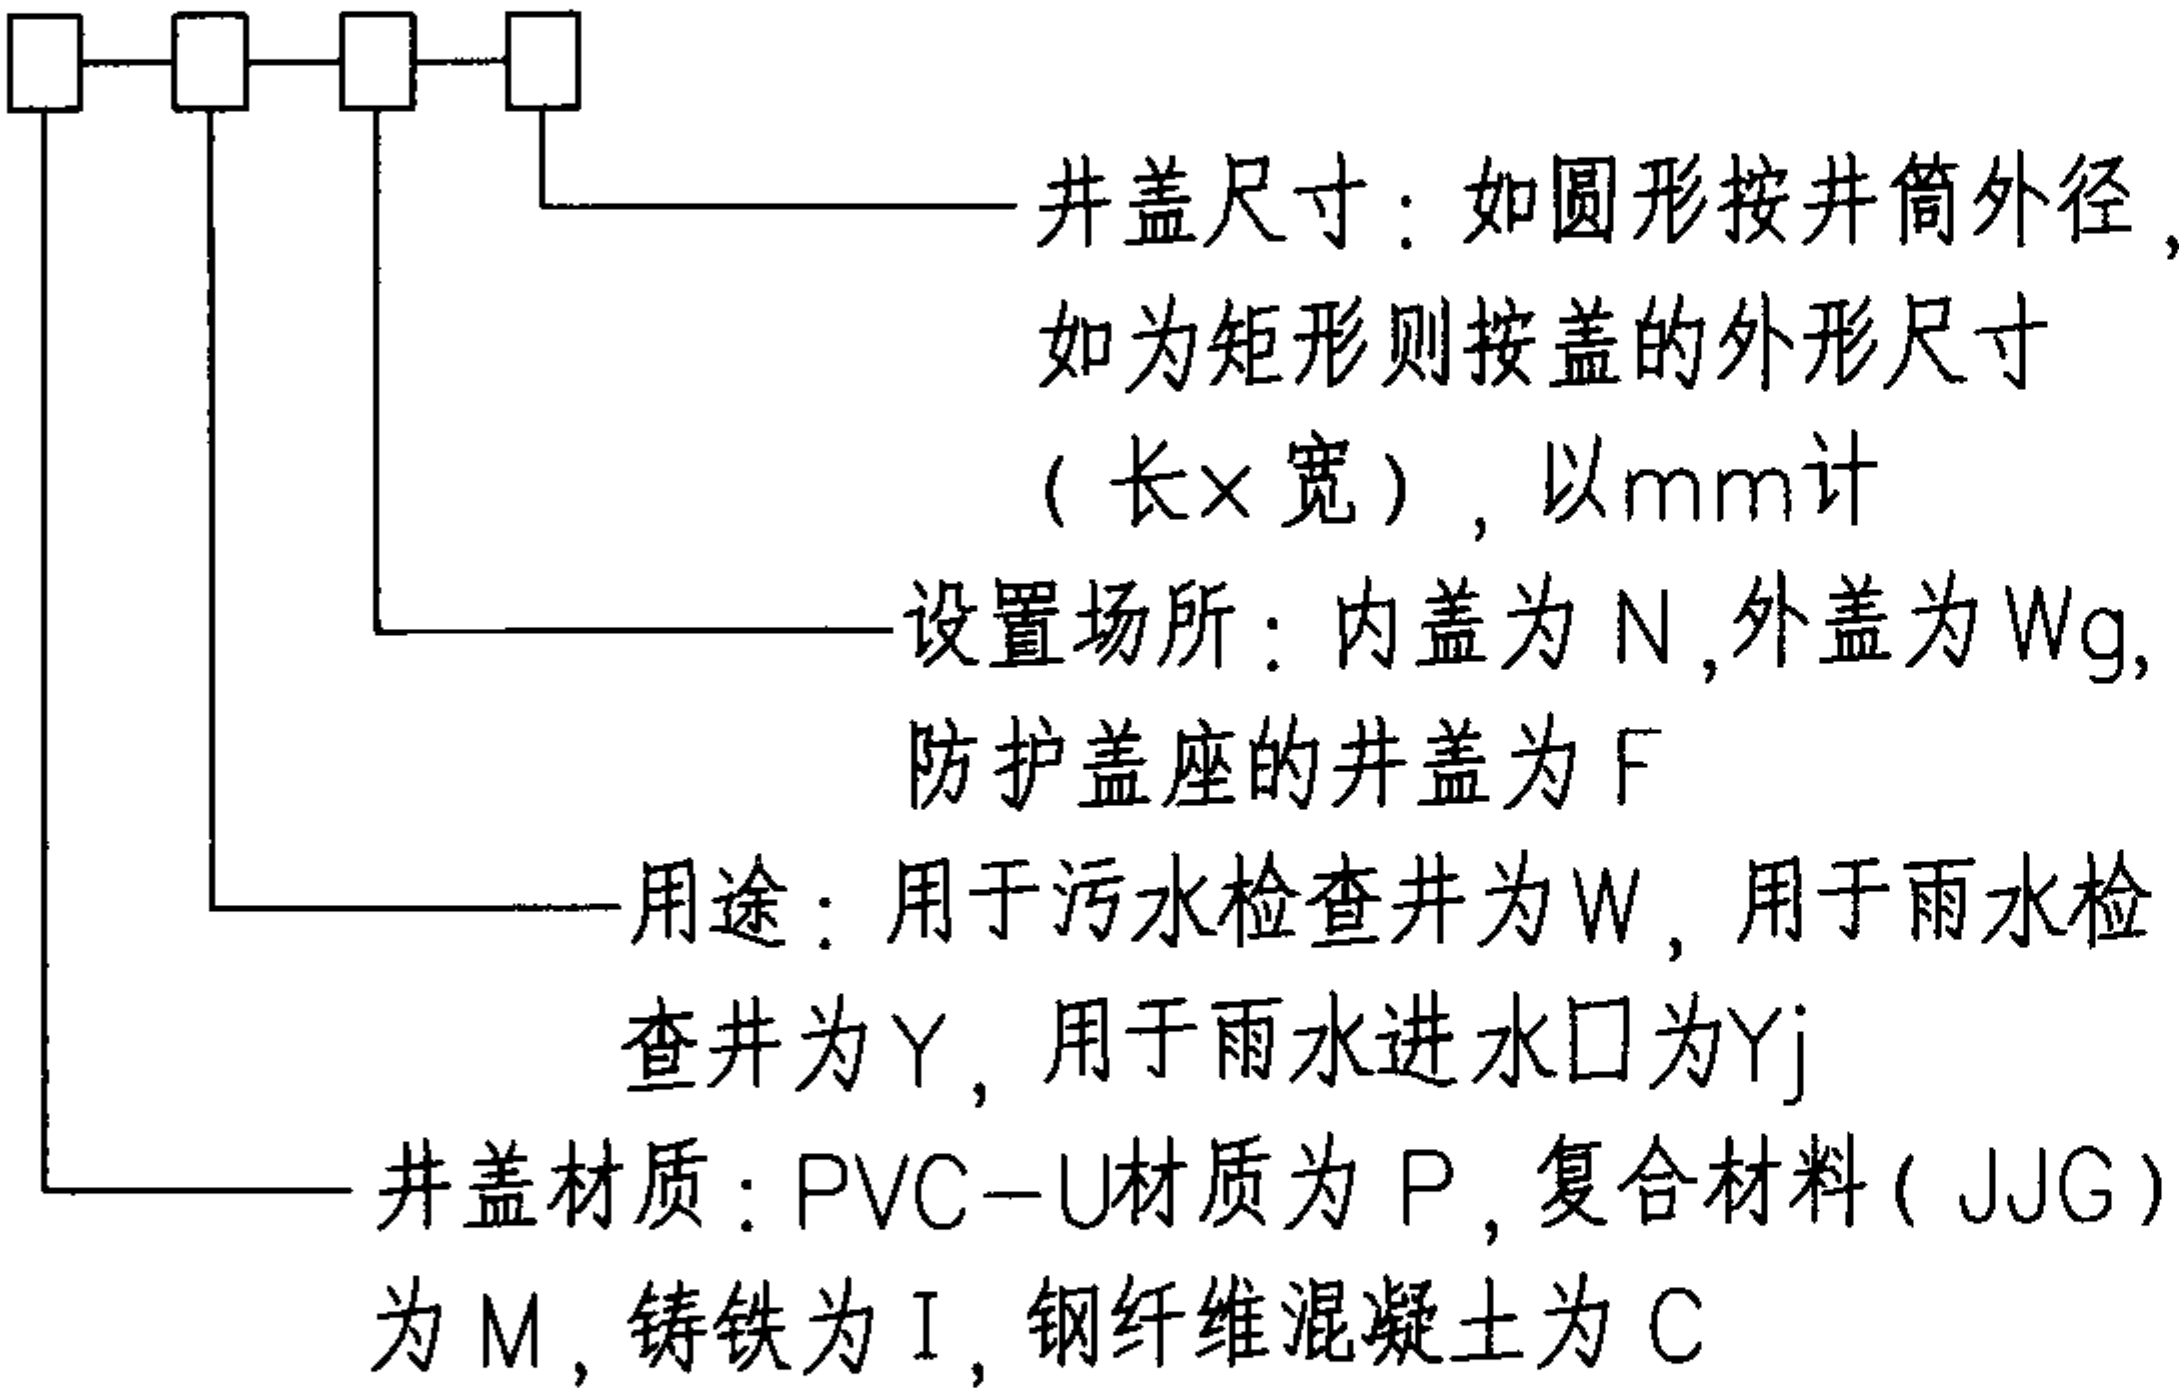 井盖尺寸：如圆形按井筒外径，
如为矩形则按盖的外形尺寸
（长×宽），以mm计
设置场所：内盖为N,外盖为Wg,
防护盖座的井盖为F
用途：用于污水检查井为W，用于雨水检
查井为Y，用于雨水进水口为Yj
井盖材质：PVC-U材质为P，复合材料（JJG）
为M，铸铁为I，钢纤维混凝土为C